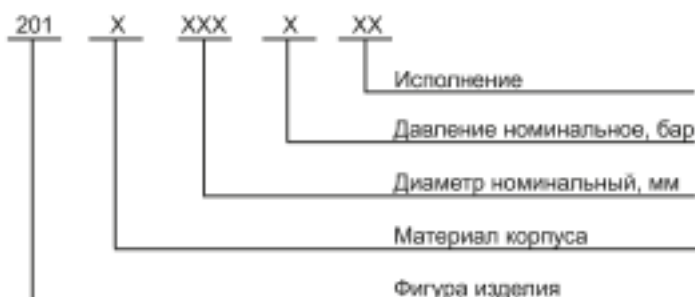 201 X XXX X XX
Исполнение
Давление номинальное, бар
Диаметр номинальный, мм
Материал корпуса
Фигура изделия